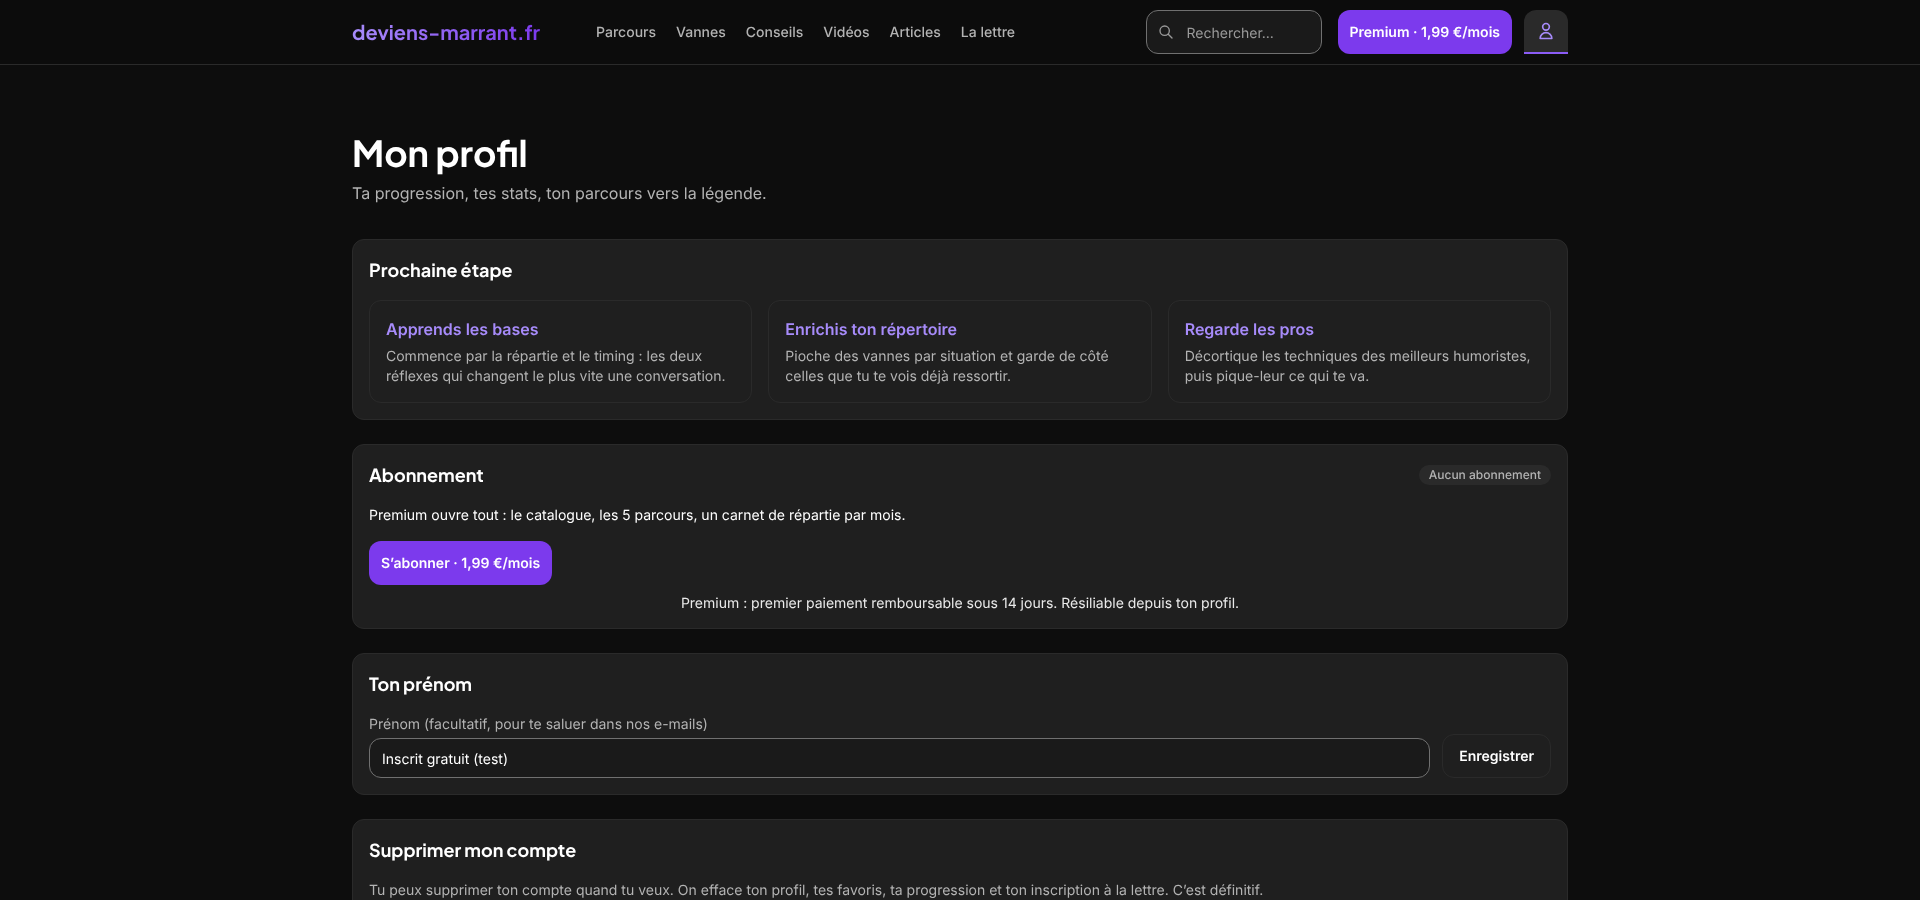 deviens-marrant.fr
Parcours
Vannes
Conseils
Vidéos
Articles
La lettre
Rechercher...
Premium · 1,99 €/mois
Mon profil
Ta progression, tes stats, ton parcours vers la légende.
Prochaine étape
Apprends les bases
Commence par la répartie et le timing : les deux
réflexes qui changent le plus vite une conversation.
Enrichis ton répertoire
Pioche des vannes par situation et garde de côté
celles que tu te vois déjà ressortir.
Regarde les pros
Décortique les techniques des meilleurs humoristes,
puis pique-leur ce qui te va.
Abonnement
Aucun abonnement
Premium ouvre tout : le catalogue, les 5 parcours, un carnet de répartie par mois.
S'abonner · 1,99 €/mois
Premium : premier paiement remboursable sous 14 jours. Résiliable depuis ton profil.
Ton prénom
Prénom (facultatif, pour te saluer dans nos e-mails)
Inscrit gratuit (test)
Enregistrer
Supprimer mon compte
Tu peux supprimer ton compte quand tu veux. On efface ton profil, tes favoris, ta progression et ton inscription à la lettre. C'est définitif.